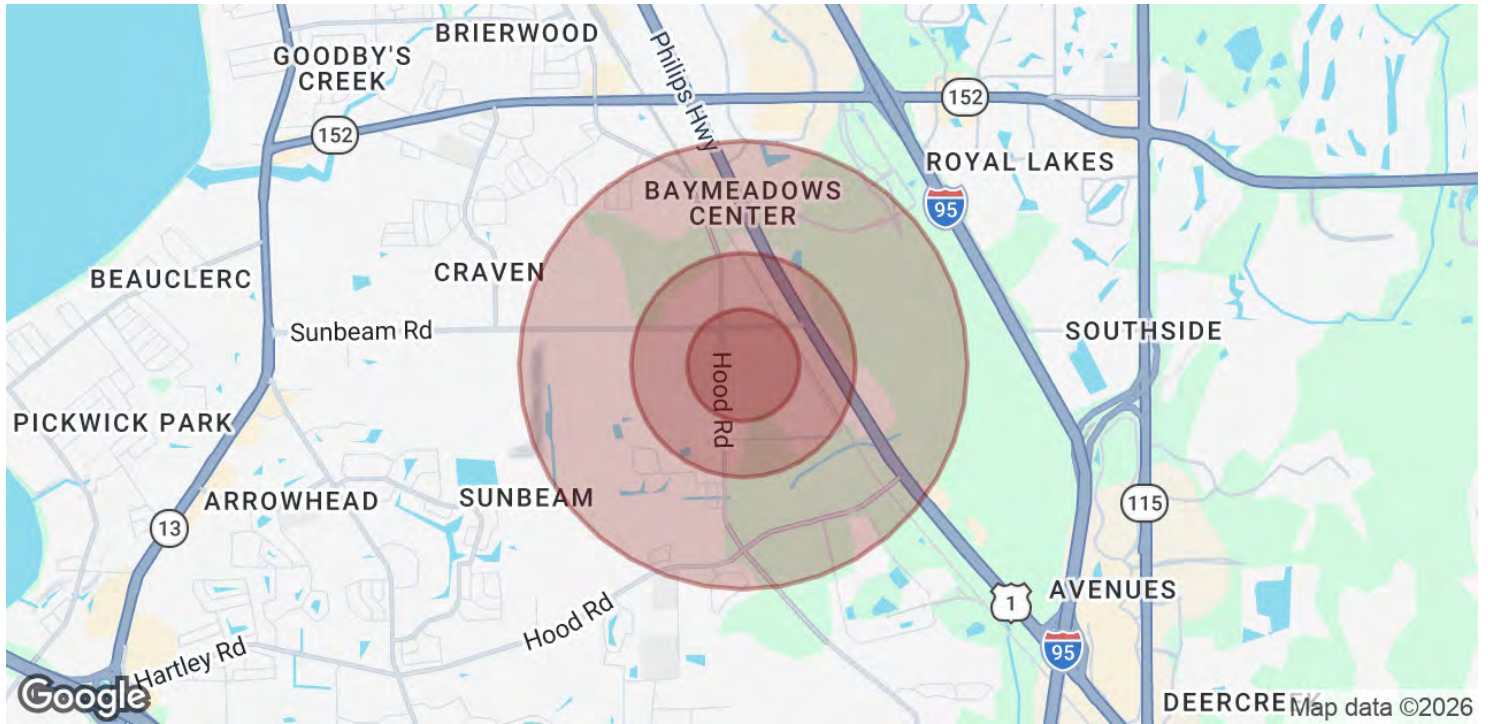 BRIERWOOD
GOODBY'S
CREEK
Philips Hwy
152
152
ROYAL LAKES
BAYMEADOWS
CENTER
95
BEAUCLERC
CRAVEN
Sunbeam Rd
SOUTHSIDE
Hood Rd
PICKWICK PARK
ARROWHEAD
SUNBEAM
115
13
AVENUES
1
Hood Rd
95
Hartley Rd
Google
DEERCREEK
Map data ©2026